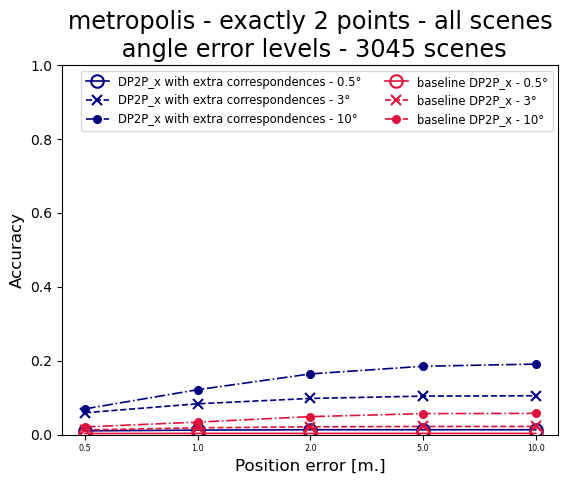 metropolis - exactly 2 points - all scenes
angle error levels - 3045 scenes
DP2P_x with extra correspondences - 0.5°
DP2P_x with extra correspondences - 3°
DP2P_x with extra correspondences - 10°
baseline DP2P_x - 0.5°
baseline DP2P_x - 3°
baseline DP2P_x - 10°
Accuracy
1.0
0.8
0.6
0.4
0.2
0.0
0.5 1.0 2.0 5.0 10.0
Position error [m.]